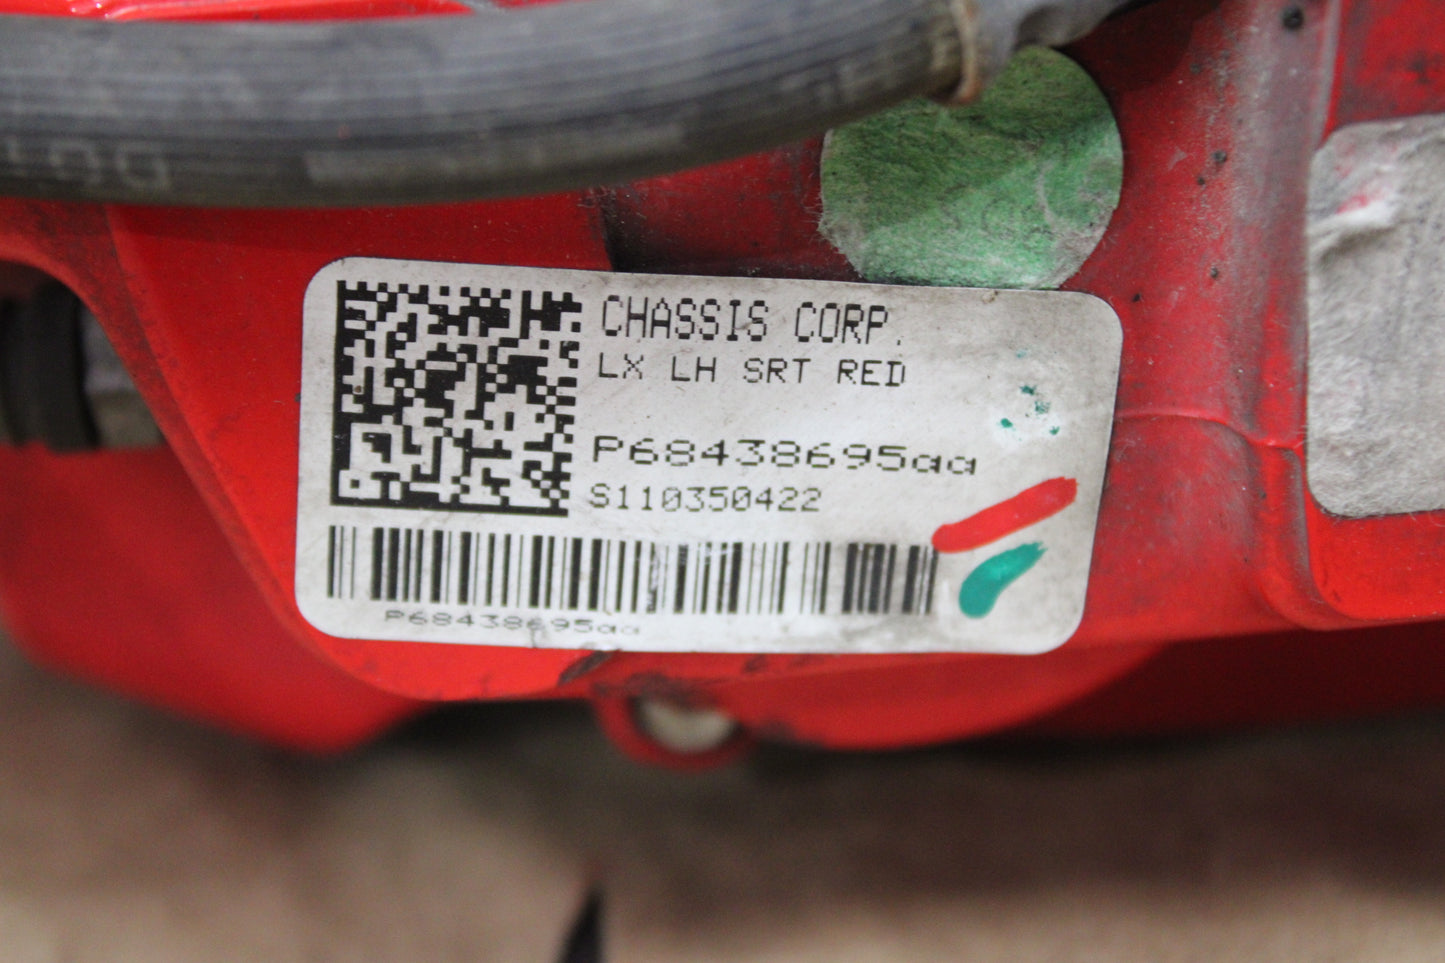 CHASSIS CORP.
LX LH SRT RED
P68438695aa
S110350422
P68438695aa